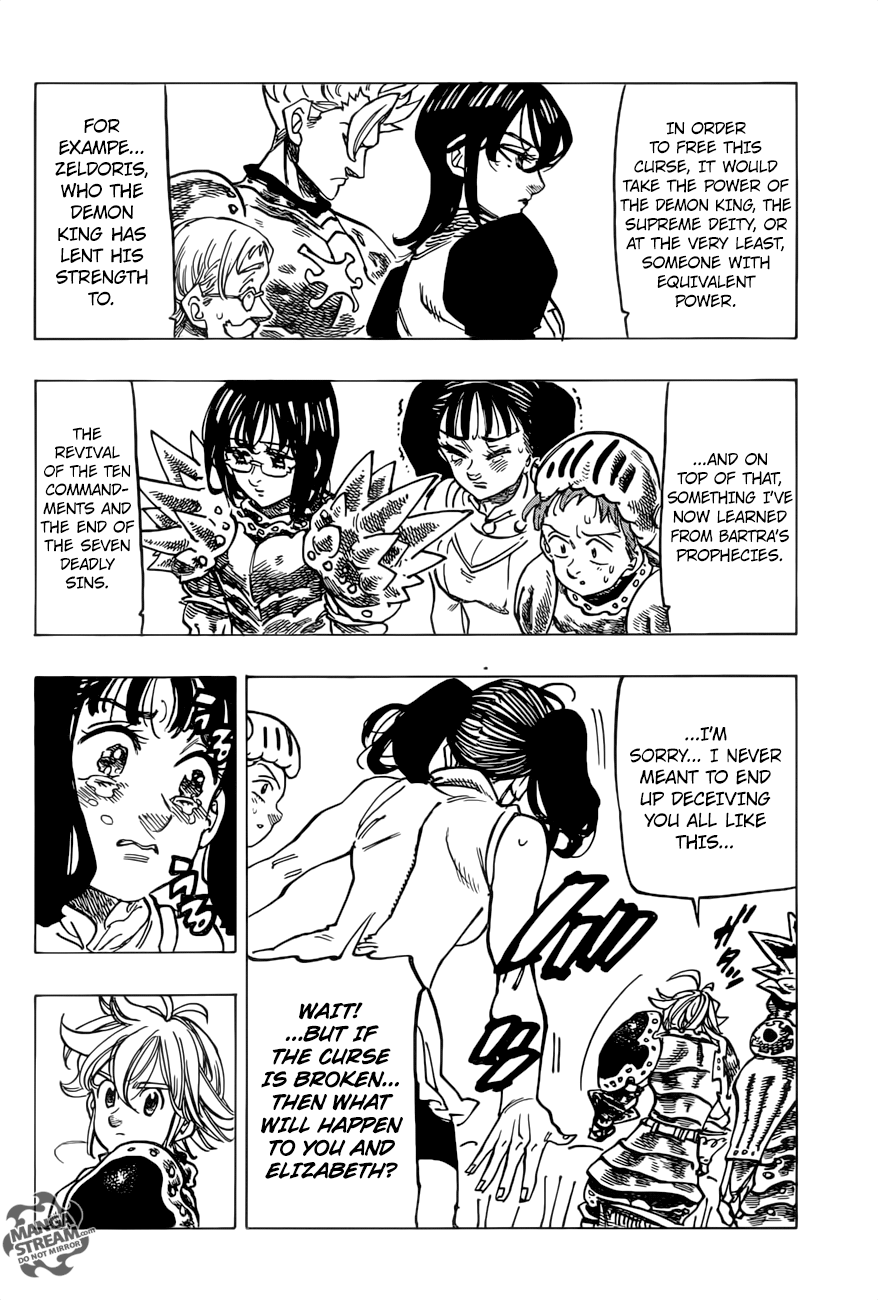 IN ORDER
TO FREE THIS
CURSE, IT WOULD
TAKE THE POWER OF
THE DEMON KING, THE
SUPREME DEITY, OR
AT THE VERY LEAST,
SOMEONE WITH
EQUIVALENT
POWER.
FOR
EXAMPE...
ZELDORIS,
WHO THE
DEMON
KING HAS
LENT HIS
STRENGTH
TO.
...AND ON
TOP OF THAT,
SOMETHING I'VE
NOW LEARNED
FROM BARTRA'S
PROPHECIES.
THE
REVIVAL
OF THE TEN
COMMAND-
MENTS AND
THE END OF
THE SEVEN
DEADLY
SINS.
...I'M
SORRY... I NEVER
MEANT TO END
UP DECEIVING
YOU ALL LIKE
THIS...
WAIT!
...BUT IF
THE CURSE
IS BROKEN...
THEN WHAT
WILL HAPPEN
TO YOU AND
ELIZABETH?
MANGA
STREAM.com
DO NOT MIRROR